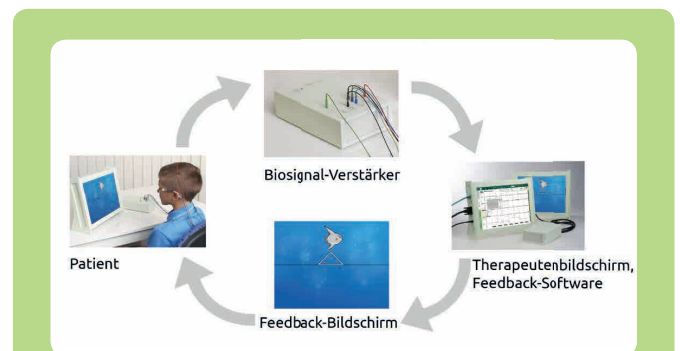 Biosignal-Verstärker
Patient
Therapeutenbildschirm,
Feedback-Software
Feedback-Bildschirm